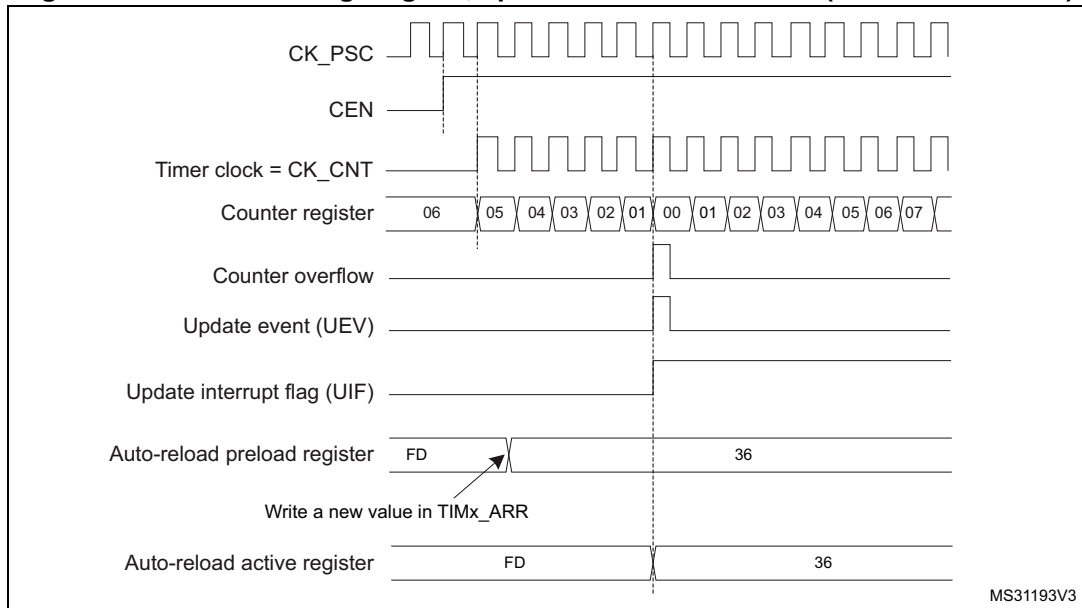 CK_PSC
CEN
Timer clock = CK_CNT
Counter register 06 05 04 03 02 01 00 01 02 03 04 05 06 07
Counter overflow
Update event (UEV)
Update interrupt flag (UIF)
Auto-reload preload register FD 36
Write a new value in TIMx_ARR
Auto-reload active register FD 36
MS31193V3